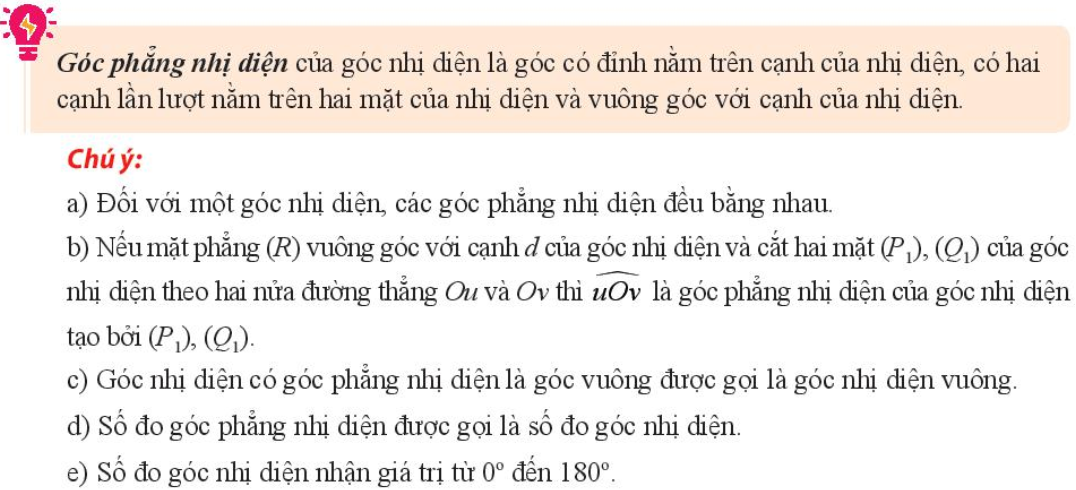 Góc phẳng nhị diện của góc nhị diện là góc có đỉnh nằm trên cạnh của nhị diện, có hai
cạnh lần lượt nằm trên hai mặt của nhị diện và vuông góc với cạnh của nhị diện.
Chú ý:
a) Đối với một góc nhị diện, các góc phẳng nhị diện đều bằng nhau.
b) Nếu mặt phẳng (R) vuông góc với cạnh d của góc nhị diện và cắt hai mặt (P₁), (Q₁) của góc
nhị diện theo hai nửa đường thẳng Ou và Ov thì \widehat{uOv} là góc phẳng nhị diện của góc nhị diện
tạo bởi (P₁), (Q₁).
c) Góc nhị diện có góc phẳng nhị diện là góc vuông được gọi là góc nhị diện vuông.
d) Số đo góc phẳng nhị diện được gọi là số đo góc nhị diện.
e) Số đo góc nhị diện nhận giá trị từ 0º đến 180º.